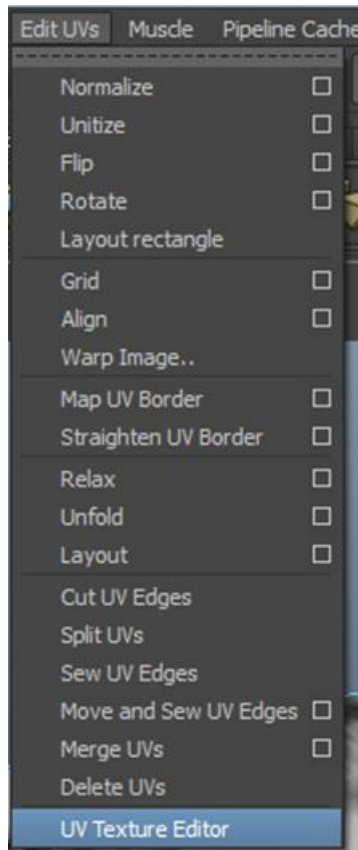 Edit UVs Muscle Pipeline Cache
Normalize
Unitize
Flip
Rotate
Layout rectangle
Grid
Align
Warp Image..
Map UV Border
Straighten UV Border
Relax
Unfold
Layout
Cut UV Edges
Split UVs
Sew UV Edges
Move and Sew UV Edges
Merge UVs
Delete UVs
UV Texture Editor